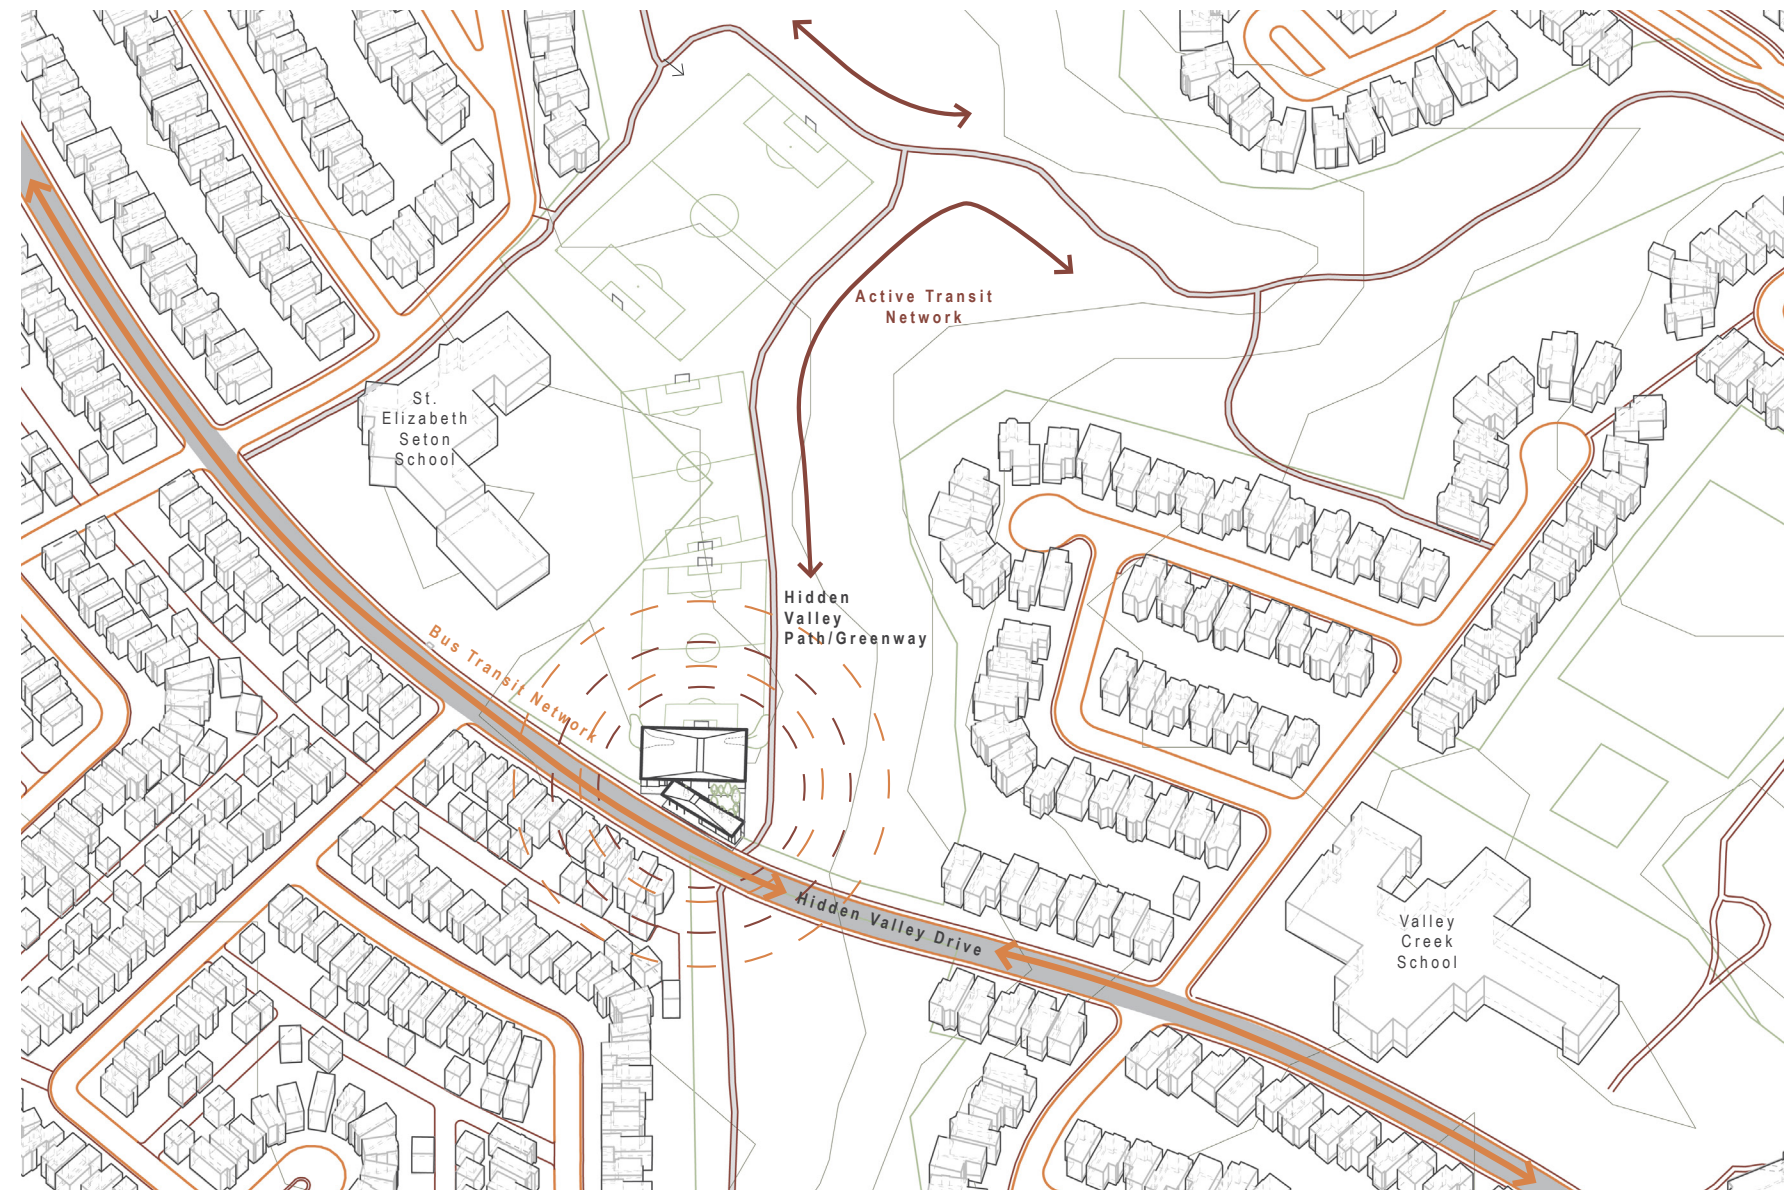 Active Transit
Network
St.
Elizabeth
Seton
School
Hidden
Valley
Path/Greenway
Bus Transit Network
Hidden Valley Drive
Valley
Creek
School